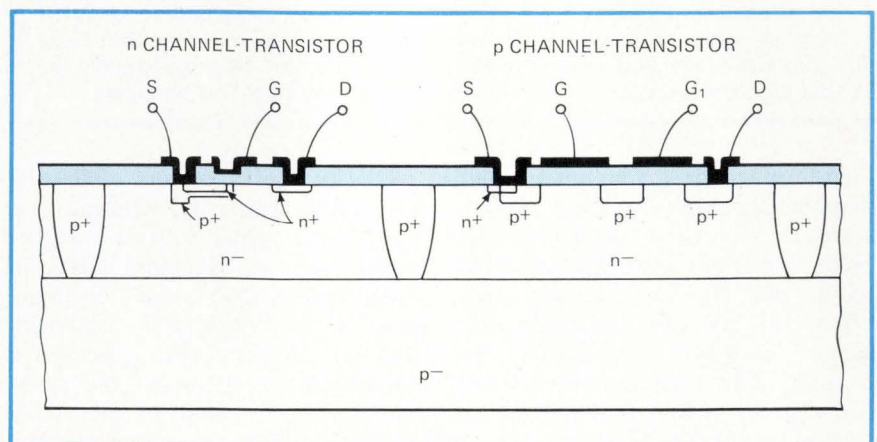 n CHANNEL-TRANSISTOR p CHANNEL-TRANSISTOR
S G D S G G₁ D
p+ p+ n+ p+ n+ p+ p+ p+ p+
n− n−
p−